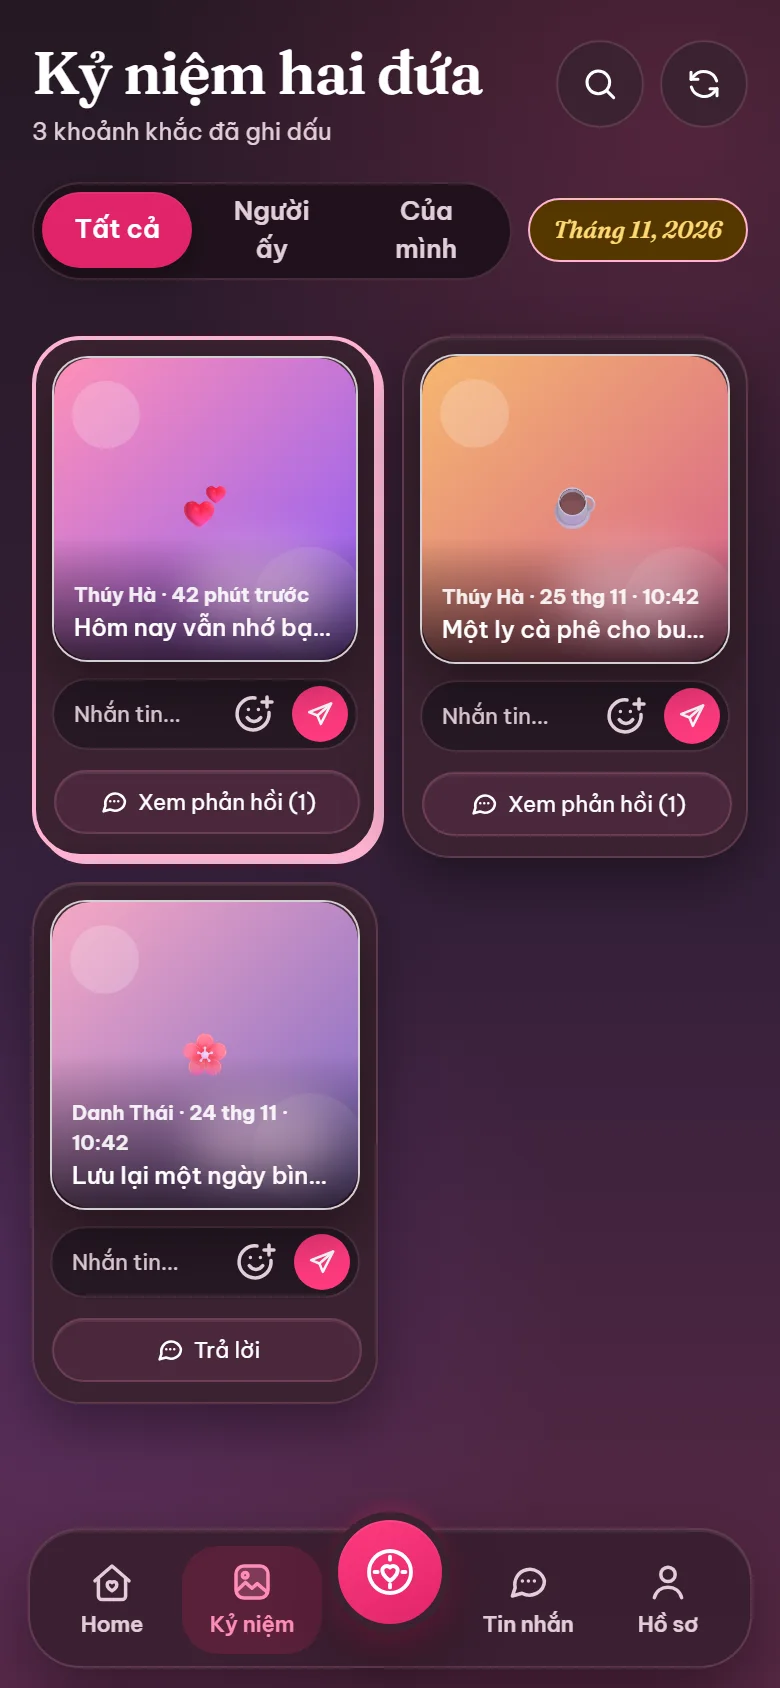 Kỷ niệm hai đứa
3 khoảnh khắc đã ghi dấu
Tất cả
Người
ấy
Của
mình
Tháng 11, 2026
Thúy Hà · 42 phút trước
Hôm nay vẫn nhớ bạ...
Nhắn tin...
Xem phản hồi (1)
Thúy Hà · 25 thg 11 · 10:42
Một ly cà phê cho bu...
Nhắn tin...
Xem phản hồi (1)
Danh Thái · 24 thg 11 ·
10:42
Lưu lại một ngày bìn...
Nhắn tin...
Trả lời
Home
Kỷ niệm
Tin nhắn
Hồ sơ